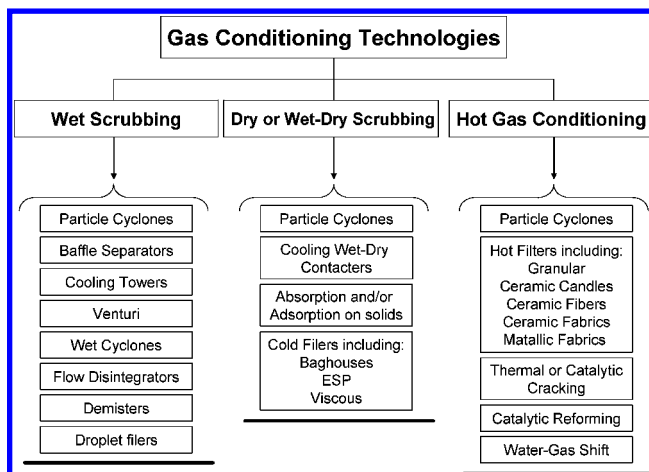 Gas Conditioning Technologies
Wet Scrubbing
Dry or Wet-Dry Scrubbing
Hot Gas Conditioning
Particle Cyclones
Baffle Separators
Cooling Towers
Venturi
Wet Cyclones
Flow Disintegrators
Demisters
Droplet filers
Particle Cyclones
Cooling Wet-Dry
Contacters
Absorption and/or
Adsorption on solids
Cold Filers including:
Baghouses
ESP
Viscous
Particle Cyclones
Hot Filters including:
Granular
Ceramic Candles
Ceramic Fibers
Ceramic Fabrics
Matallic Fabrics
Thermal or Catalytic
Cracking
Catalytic Reforming
Water-Gas Shift